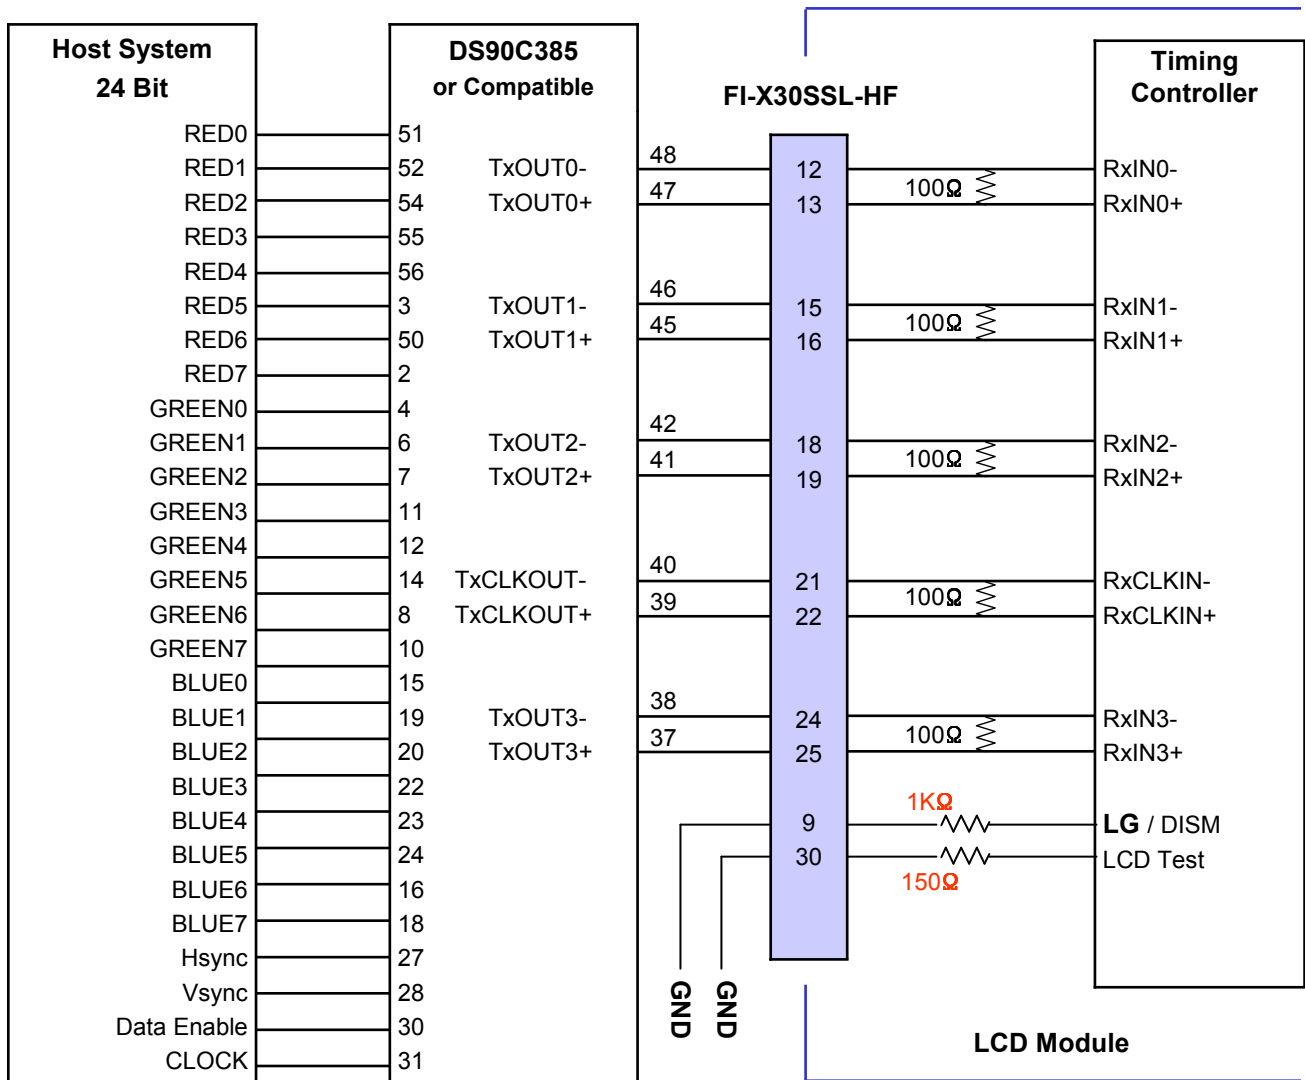 Host System
24 Bit
DS90C385
or Compatible
FI-X30SSL-HF
Timing
Controller
RED0 51
48
RED1 52 TxOUT0- 12 RxIN0-
47 100Ω
RED2 54 TxOUT0+ 13 RxIN0+
RED3 55
RED4 56
46
RED5 3 TxOUT1- 15 RxIN1-
45 100Ω
RED6 50 TxOUT1+ 16 RxIN1+
RED7 2
GREEN0 4
42
GREEN1 6 TxOUT2- 18 RxIN2-
41 100Ω
GREEN2 7 TxOUT2+ 19 RxIN2+
GREEN3 11
GREEN4 12
40
GREEN5 14 TxCLKOUT- 21 RxCLKIN-
39 100Ω
GREEN6 8 TxCLKOUT+ 22 RxCLKIN+
GREEN7 10
BLUE0 15
38
BLUE1 19 TxOUT3- 24 RxIN3-
37 100Ω
BLUE2 20 TxOUT3+ 25 RxIN3+
BLUE3 22
1KΩ
BLUE4 23 9 LG / DISM
BLUE5 24 30 LCD Test
150Ω
BLUE6 16
BLUE7 18
Hsync 27
Vsync 28
GND
GND
Data Enable 30
LCD Module
CLOCK 31